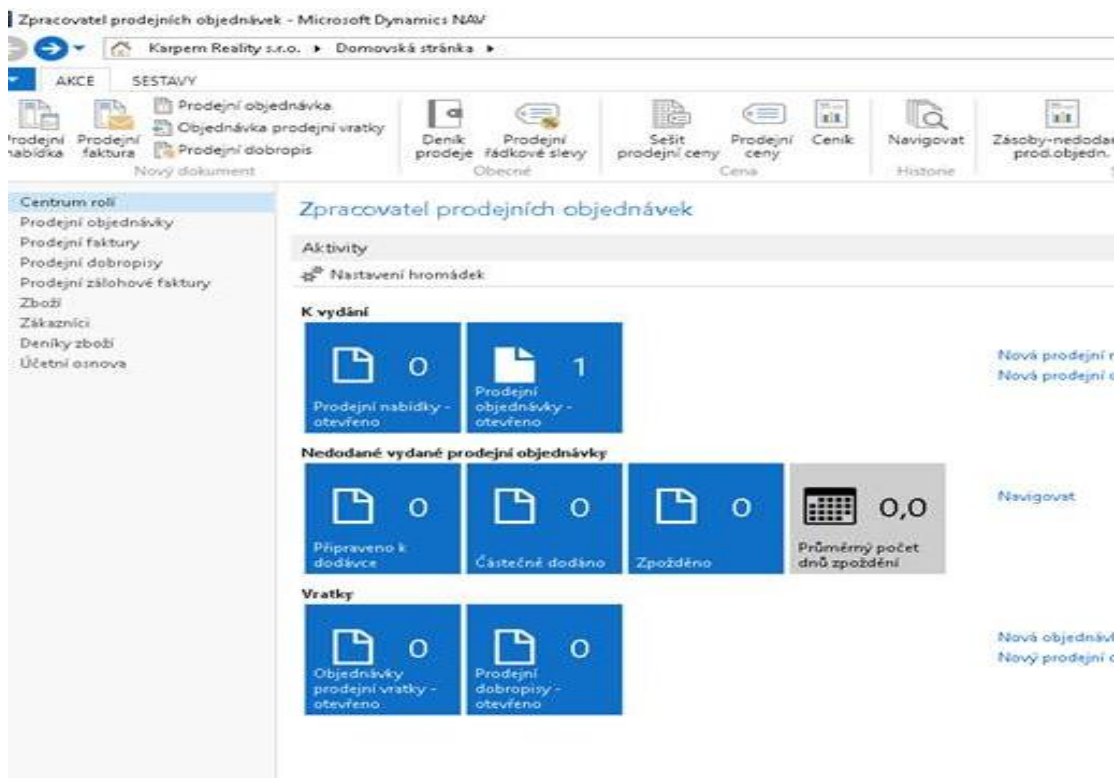 Zpracovatel prodejních objednávek - Microsoft Dynamics NAV
Karpem Reality s.r.o. ▸ Domovská stránka ▸
AKCE SESTAVY
Prodejní nabídka
Prodejní faktura
Prodejní objednávka
Objednávka prodejní vratky
Prodejní dobropis
Nový dokument
Deník prodeje
Prodejní řádkové slevy
Obecné
Sešit prodejní ceny
Prodejní ceny
Ceník
Cena
Navigovat
Historie
Zásoby-nedodan
prod.objedn.
Centrum rolí
Prodejní objednávky
Prodejní faktury
Prodejní dobropisy
Prodejní zálohové faktury
Zboží
Zákazníci
Deníky zboží
Účetní osnova
Zpracovatel prodejních objednávek
Aktivity
Nastavení hromádek
K vydání
0
Prodejní nabídky -
otevřeno
1
Prodejní
objednávky -
otevřeno
Nová prodejní
Nová prodejní
Nedodané vydané prodejní objednávky
0
Připraveno k
dodávce
0
Částečně dodáno
0
Zpožděno
0,0
Průměrný počet
dnů zpoždění
Navigovat
Vratky
0
Objednávky
prodejní vratky -
otevřeno
0
Prodejní
dobropisy -
otevřeno
Nová objednávk
Nový prodejní